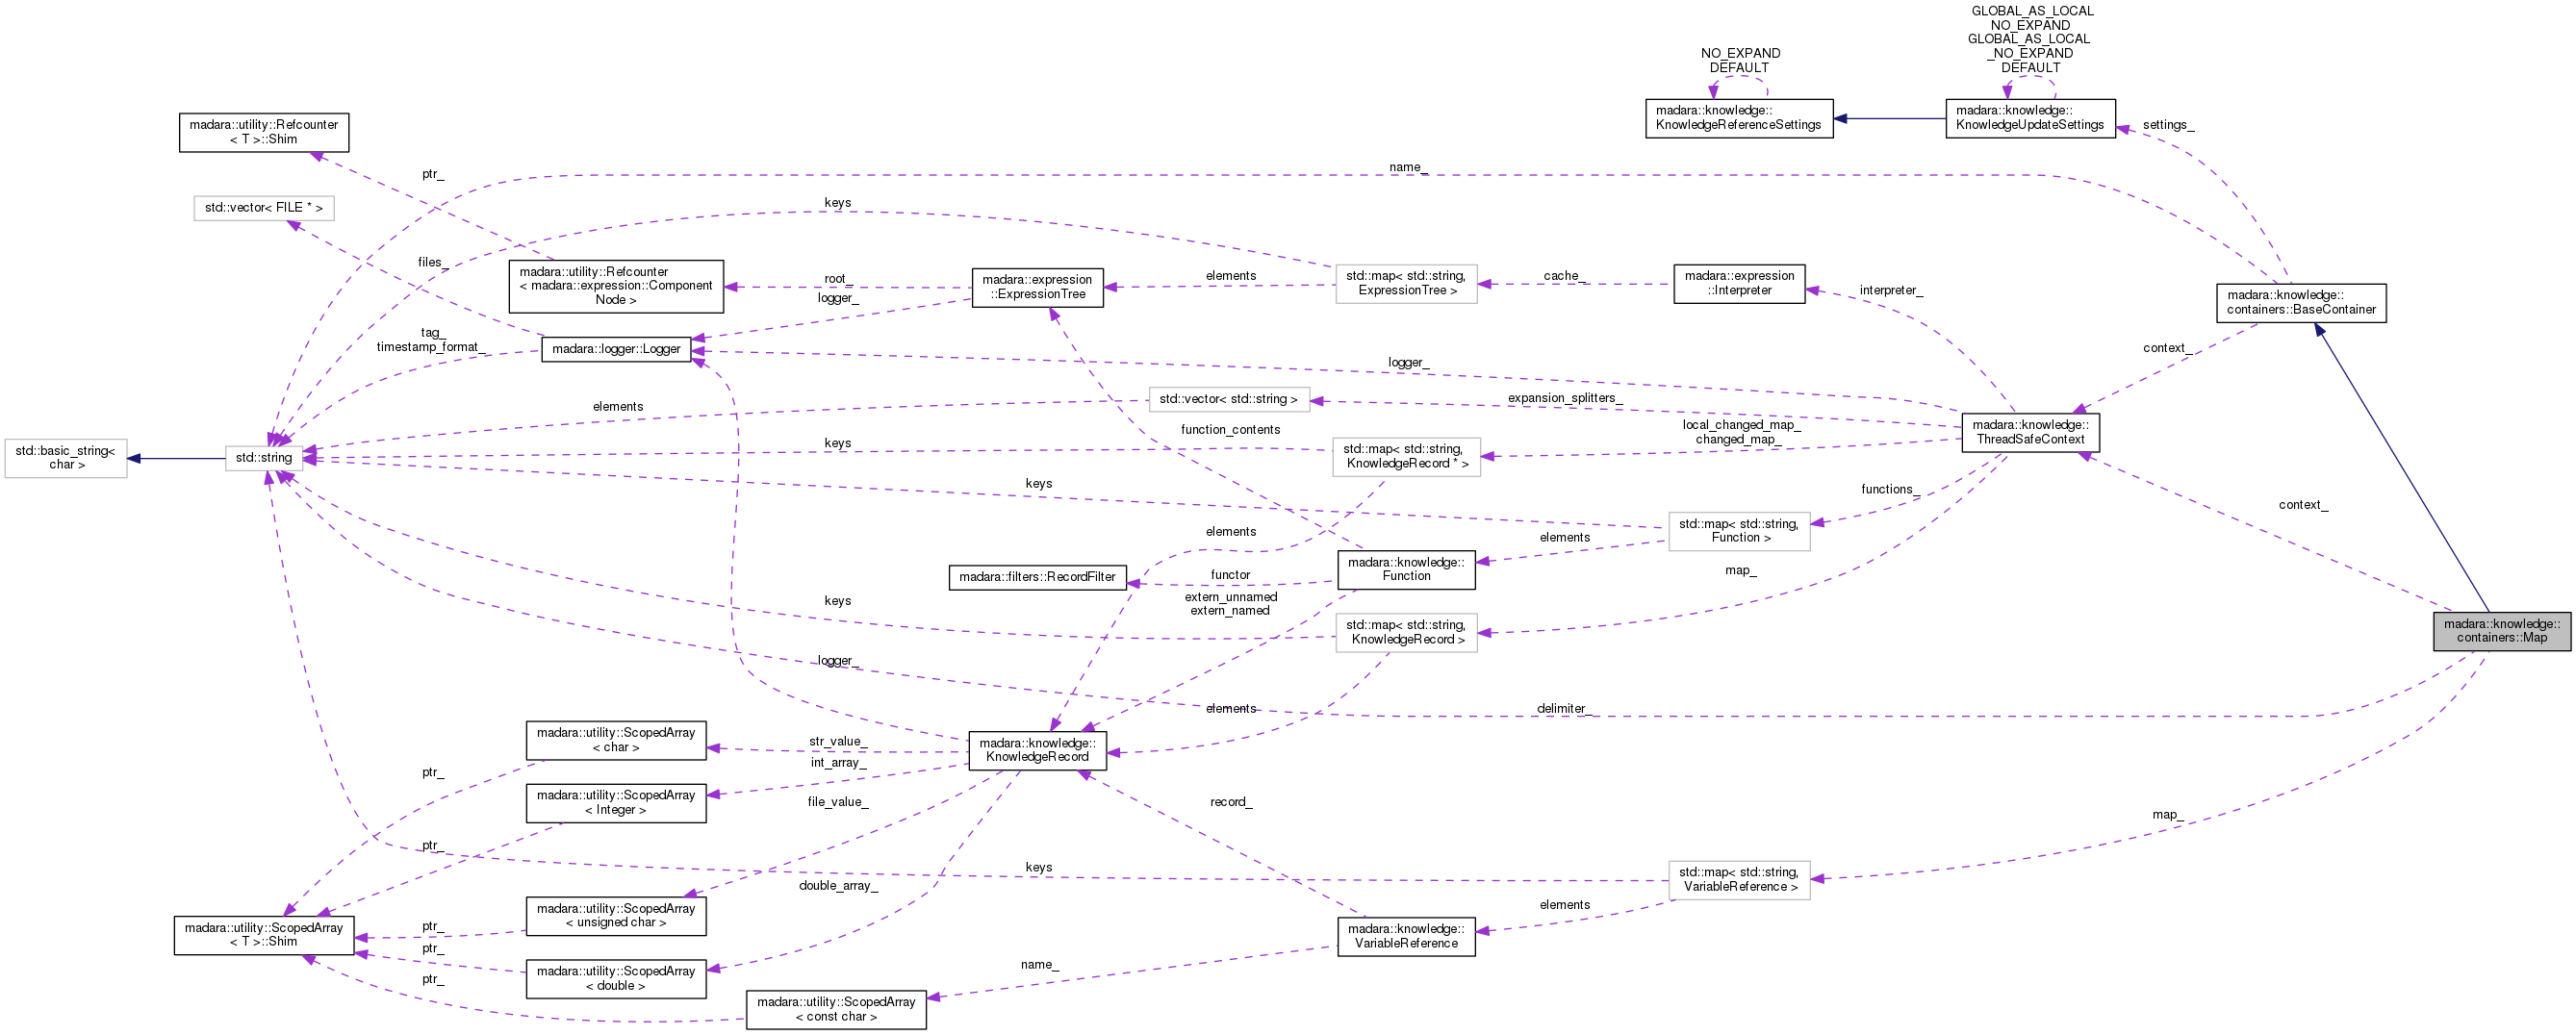 GLOBAL_AS_LOCAL
NO_EXPAND
GLOBAL_AS_LOCAL
_NO_EXPAND
DEFAULT
NO_EXPAND
DEFAULT
madara::knowledge::
KnowledgeReferenceSettings
madara::knowledge::
KnowledgeUpdateSettings
settings_
madara::utility::Refcounter
< T >::Shim
name_
ptr_
std::vector< FILE * >
keys
files_
madara::utility::Refcounter
< madara::expression::Component
Node >
root_
logger_
madara::expression
::ExpressionTree
elements
std::map< std::string,
ExpressionTree >
cache_
madara::expression
::Interpreter
interpreter_
madara::knowledge::
containers::BaseContainer
tag_
timestamp_format_
madara::logger::Logger
logger_
context_
std::vector< std::string >
expansion_splitters_
elements
madara::knowledge::
ThreadSafeContext
function_contents
local_changed_map_
changed_map_
std::basic_string<
char >
std::string
keys
std::map< std::string,
KnowledgeRecord * >
keys
functions_
context_
std::map< std::string,
Function >
elements
elements
madara::filters::RecordFilter
functor
madara::knowledge::
Function
map_
extern_unnamed
extern_named
keys
std::map< std::string,
KnowledgeRecord >
madara::knowledge::
containers::Map
logger_
elements
delimiter_
madara::utility::ScopedArray
< char >
str_value_
madara::knowledge::
KnowledgeRecord
int_array_
ptr_
madara::utility::ScopedArray
< Integer >
file_value_
record_
map_
ptr_
keys
double_array_
std::map< std::string,
VariableReference >
elements
madara::utility::ScopedArray
< unsigned char >
madara::utility::ScopedArray
< T >::Shim
ptr_
madara::knowledge::
VariableReference
ptr_
madara::utility::ScopedArray
< double >
name_
ptr_
madara::utility::ScopedArray
< const char >